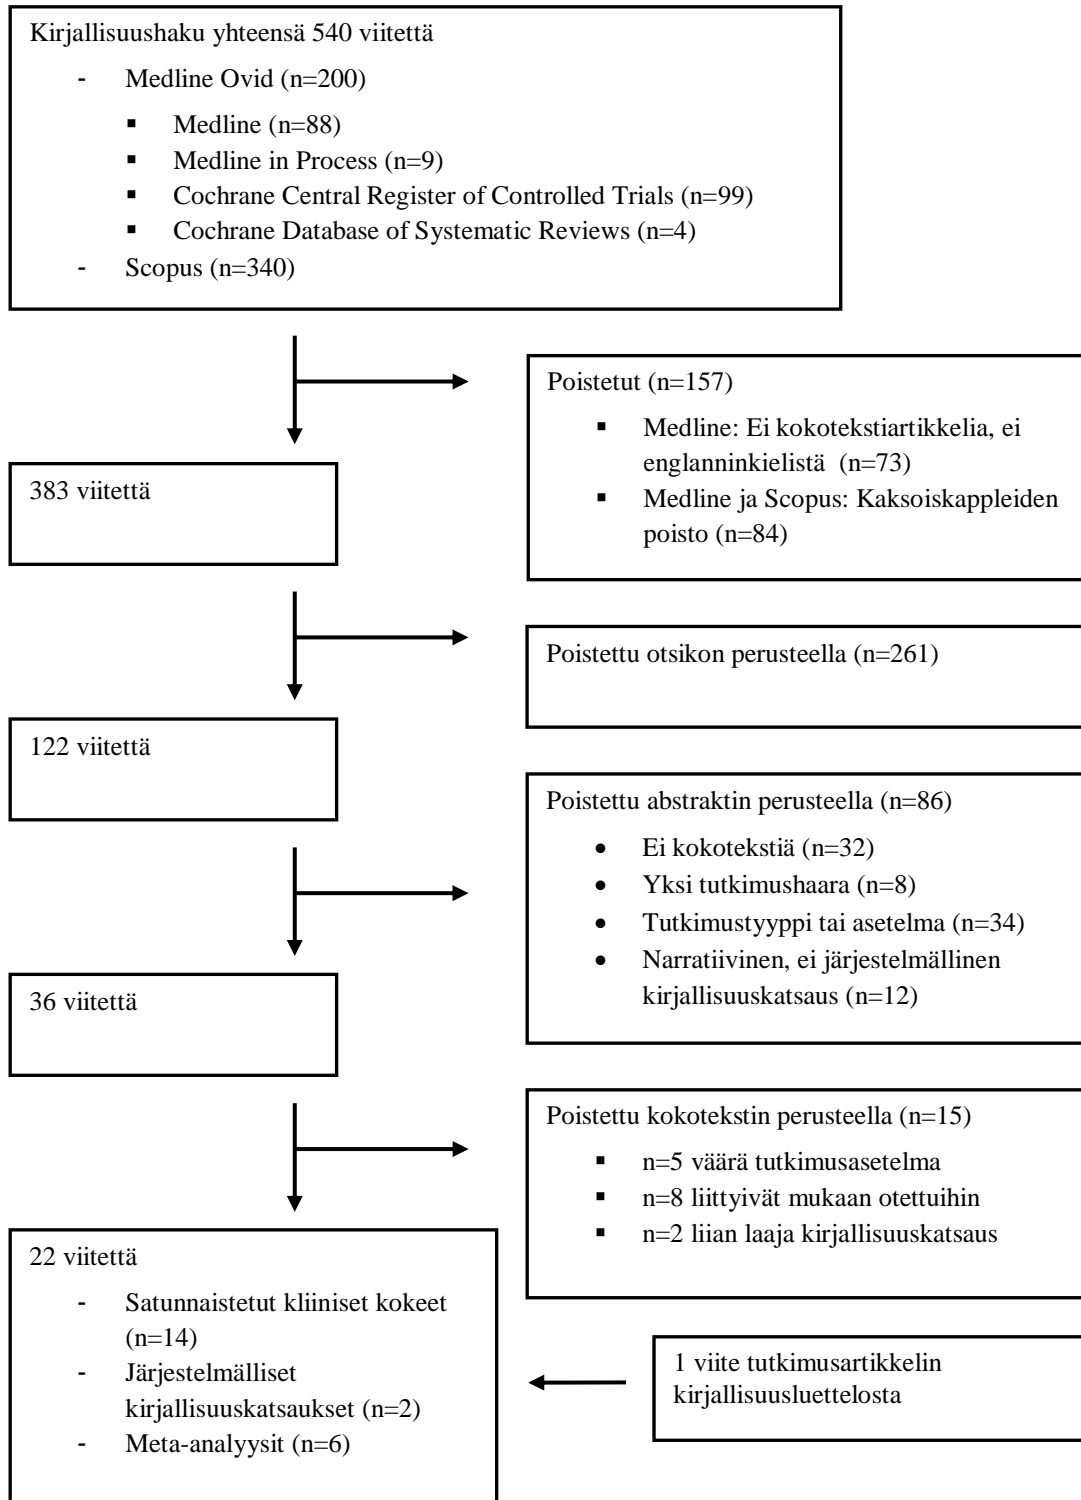 Kirjallisuushaku yhteensä 540 viitettä
- Medline Ovid (n=200)
▪ Medline (n=88)
▪ Medline in Process (n=9)
▪ Cochrane Central Register of Controlled Trials (n=99)
▪ Cochrane Database of Systematic Reviews (n=4)
- Scopus (n=340)
Poistetut (n=157)
▪ Medline: Ei kokotekstiartikkelia, ei
englanninkielistä (n=73)
▪ Medline ja Scopus: Kaksoiskappleiden
poisto (n=84)
383 viitettä
Poistettu otsikon perusteella (n=261)
122 viitettä
Poistettu abstraktin perusteella (n=86)
• Ei kokotekstiä (n=32)
• Yksi tutkimushaara (n=8)
• Tutkimustyyppi tai asetelma (n=34)
• Narratiivinen, ei järjestelmällinen
kirjallisuuskatsaus (n=12)
36 viitettä
Poistettu kokotekstin perusteella (n=15)
▪ n=5 väärä tutkimusasetelma
▪ n=8 liittyivät mukaan otettuihin
▪ n=2 liian laaja kirjallisuuskatsaus
22 viitettä
- Satunnaistetut kliiniset kokeet
(n=14)
- Järjestelmälliset
kirjallisuuskatsaukset (n=2)
- Meta-analyysit (n=6)
1 viite tutkimusartikkelin
kirjallisuusluettelosta